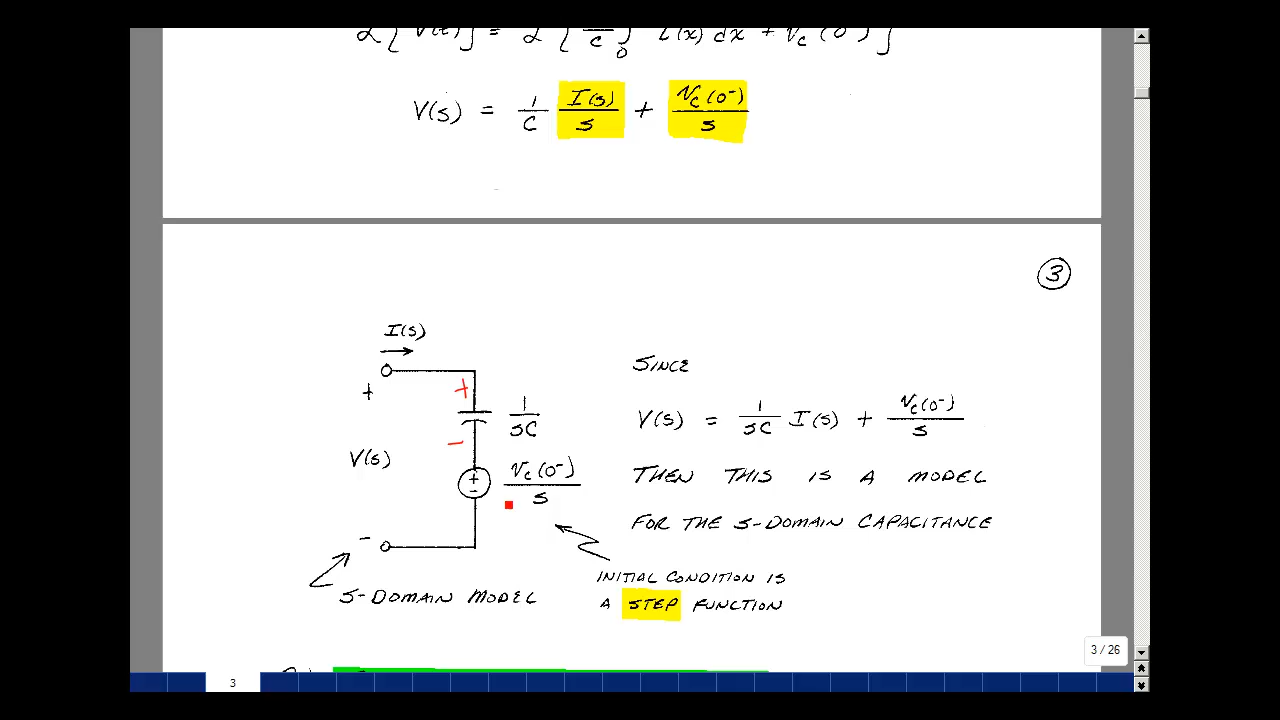 V(s) = 1/C I(s)/s + Vc(0⁻)/s
3
I(s)
+
+
1/sC
-
V(s)
+
-
Vc(0⁻)/s
-
S-DOMAIN MODEL
SINCE
V(s) = 1/sC I(s) + Vc(0⁻)/s
THEN THIS IS A MODEL
FOR THE S-DOMAIN CAPACITANCE
INITIAL CONDITION IS
A STEP FUNCTION
3 / 26
3